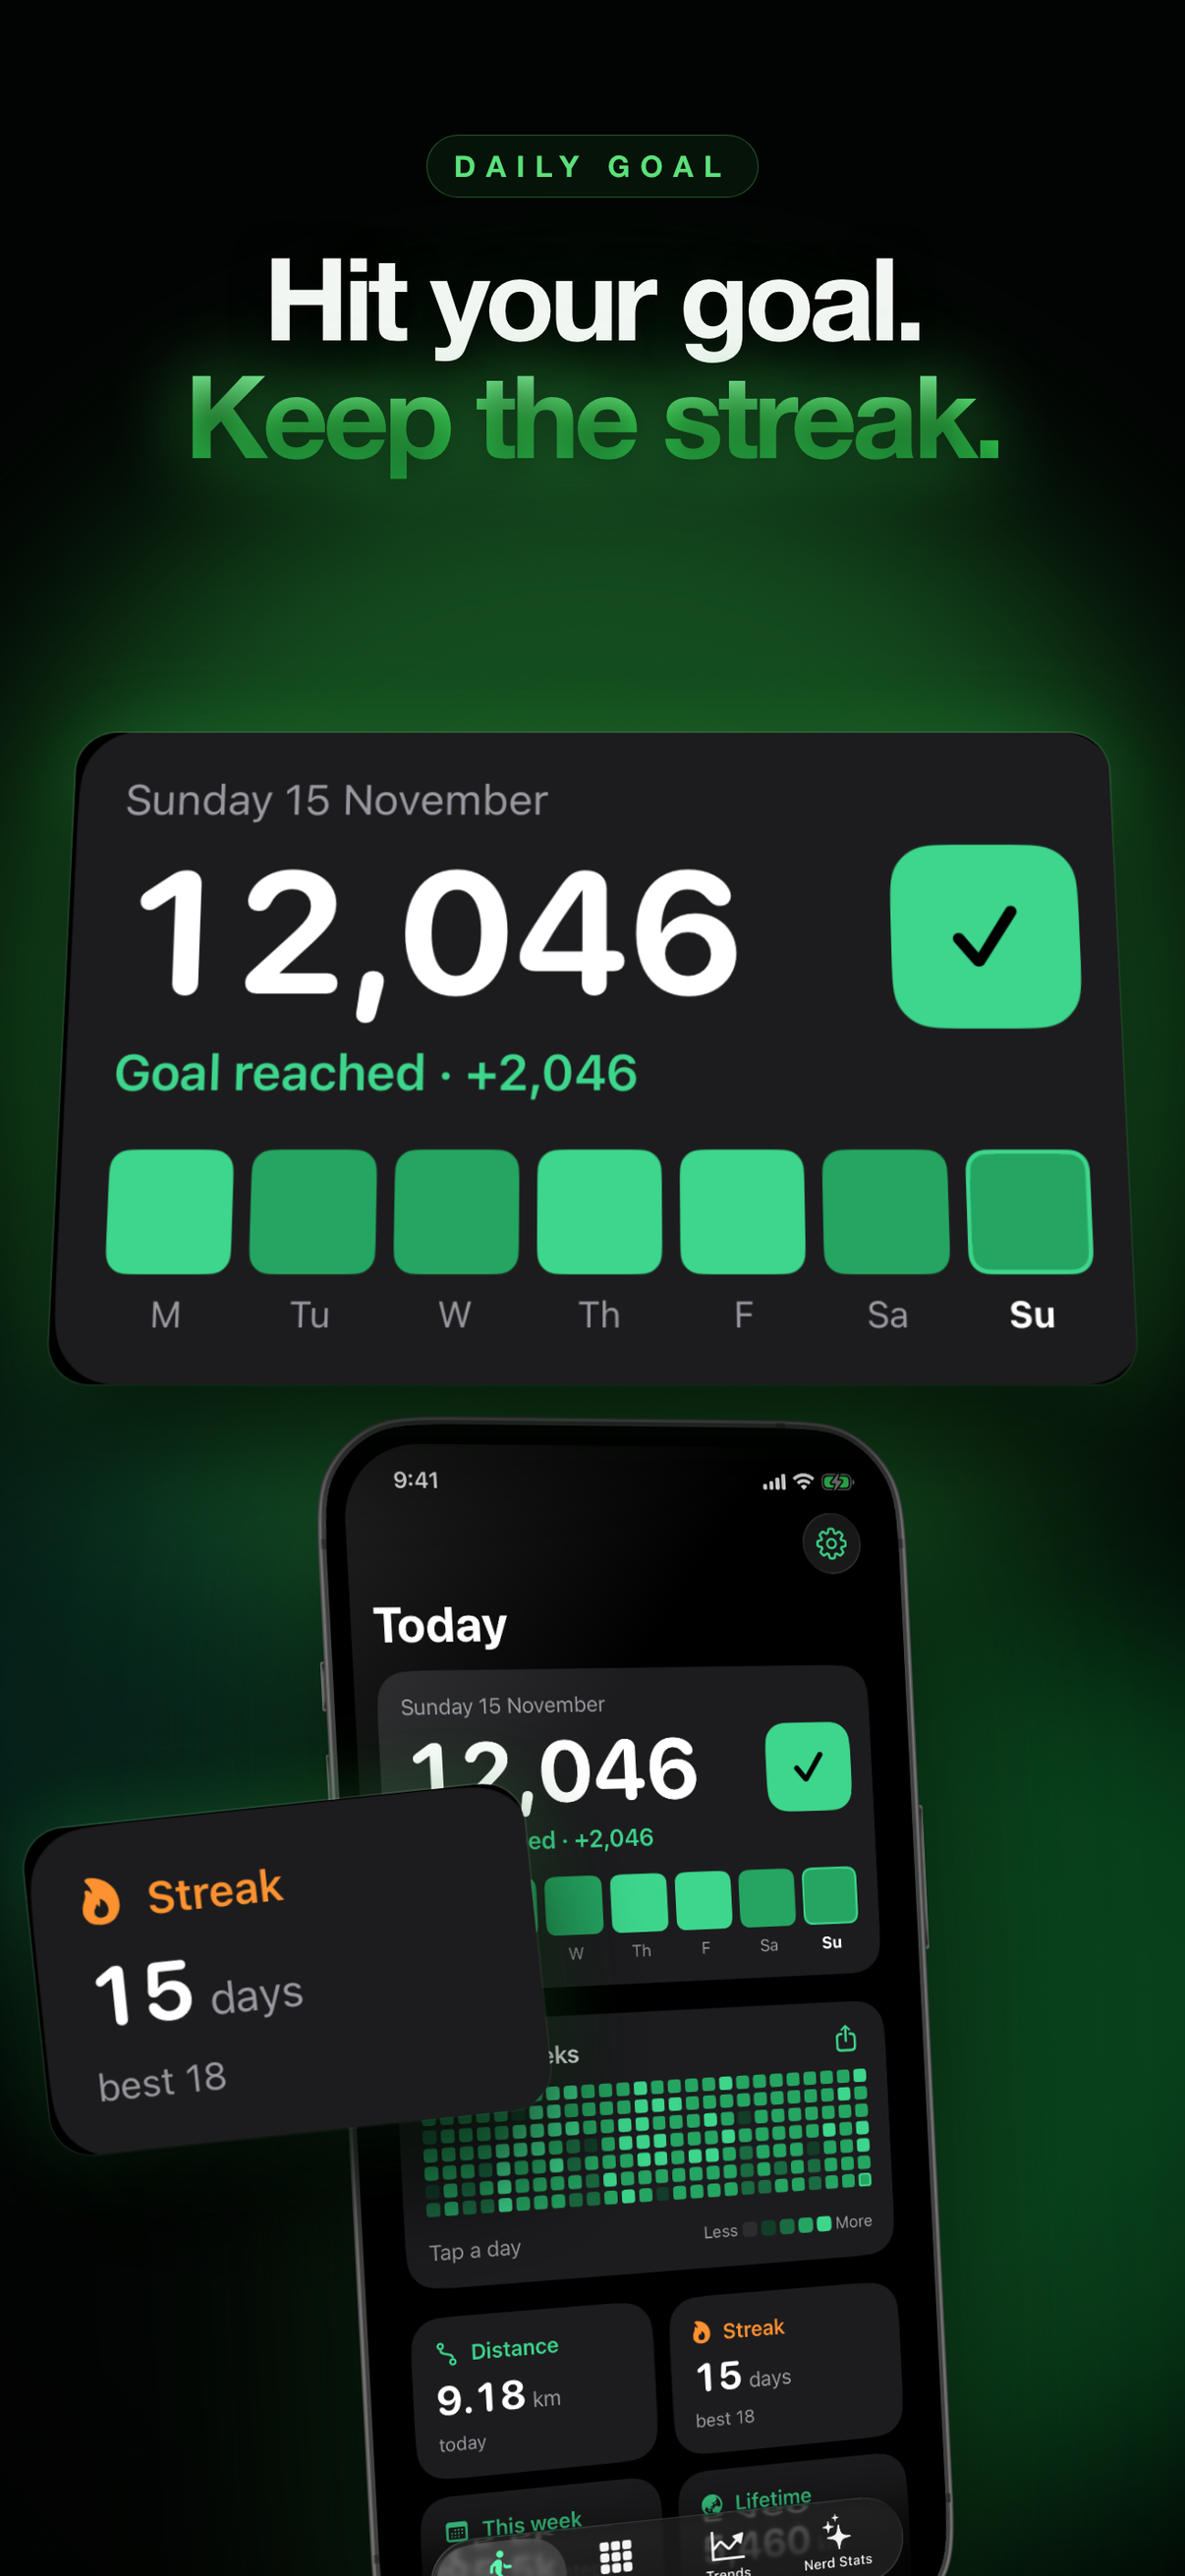 DAILY GOAL
Hit your goal.
Keep the streak.
Sunday 15 November
12,046
Goal reached · +2,046
M Tu W Th F Sa Su
9:41
Today
Sunday 15 November
12,046
+2,046
W Th F Sa Su
Streak
15 days
best 18
Tap a day
Less More
Distance
9.18 km
today
Streak
15 days
best 18
This week
Lifetime
Trends
Nerd Stats